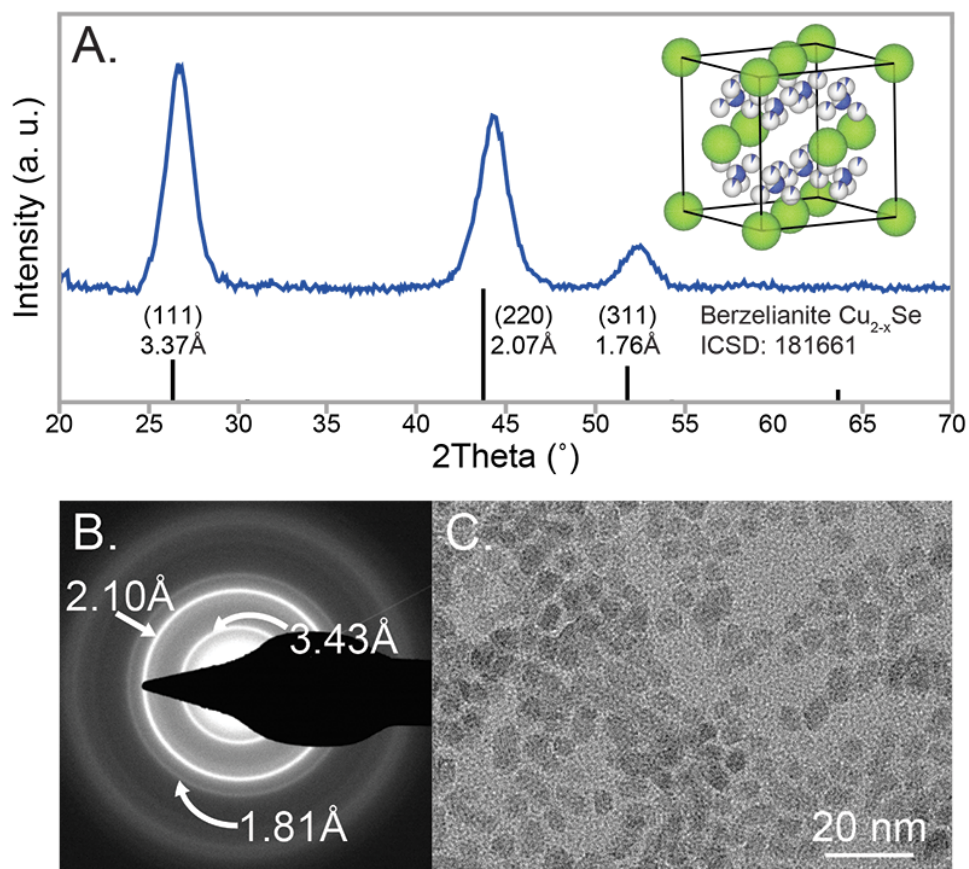 A.
Intensity (a. u.)
(111)
3.37Å
(220)
2.07Å
(311)
1.76Å
Berzelianite Cu2-xSe
ICSD: 181661
20 25 30 35 40 45 50 55 60 65 70
2Theta (˚)
B.
2.10Å
3.43Å
1.81Å
C.
20 nm